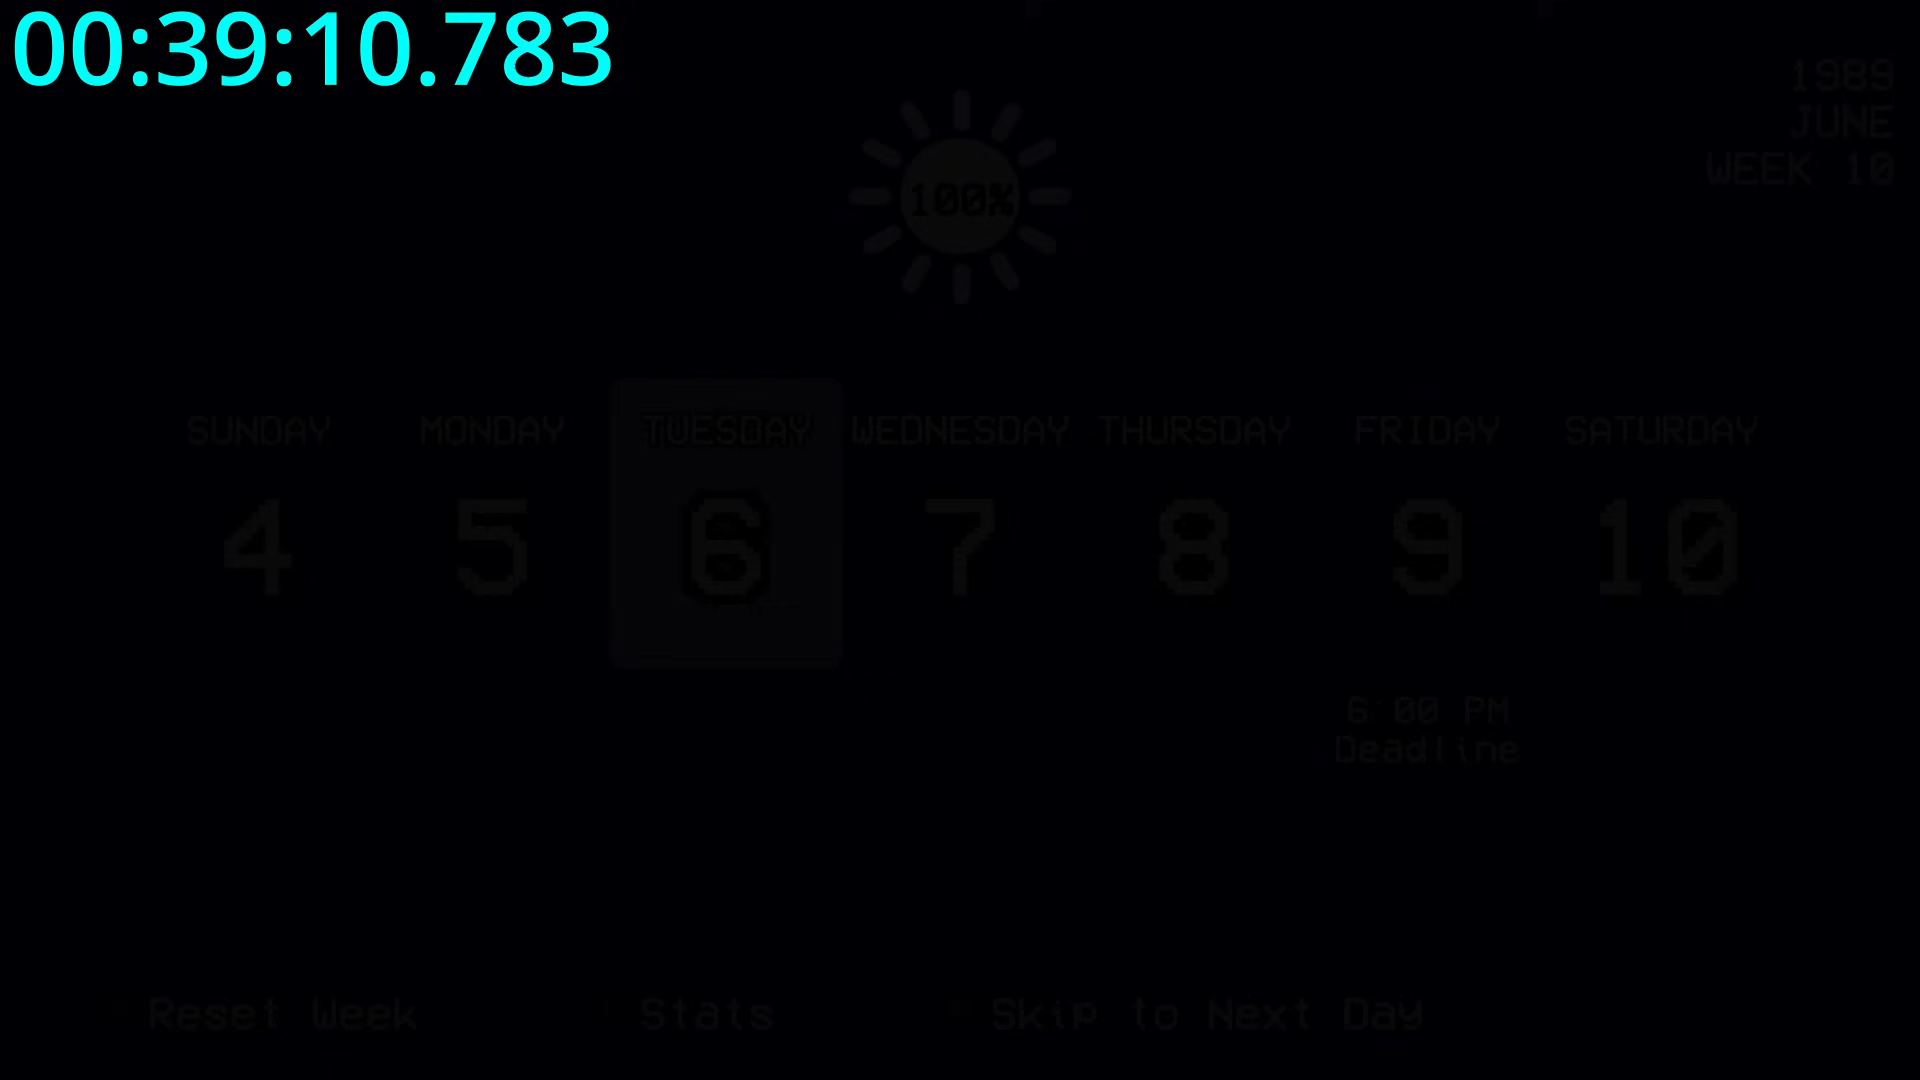 00:39:10.783
1989
JUNE
WEEK 10
100%
SUNDAY MONDAY TUESDAY WEDNESDAY THURSDAY FRIDAY SATURDAY
4 5 6 7 8 9 10
6:00 PM
Deadline
Reset Week Stats Skip to Next Day